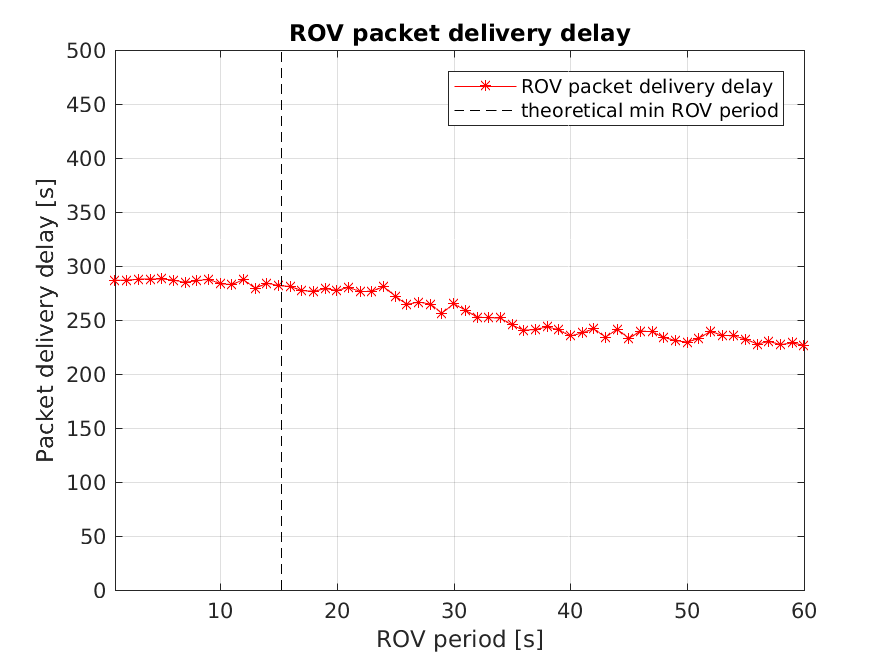 ROV packet delivery delay
500
450
400
350
300
250
200
150
100
50
0
Packet delivery delay [s]
ROV packet delivery delay
theoretical min ROV period
10 20 30 40 50 60
ROV period [s]